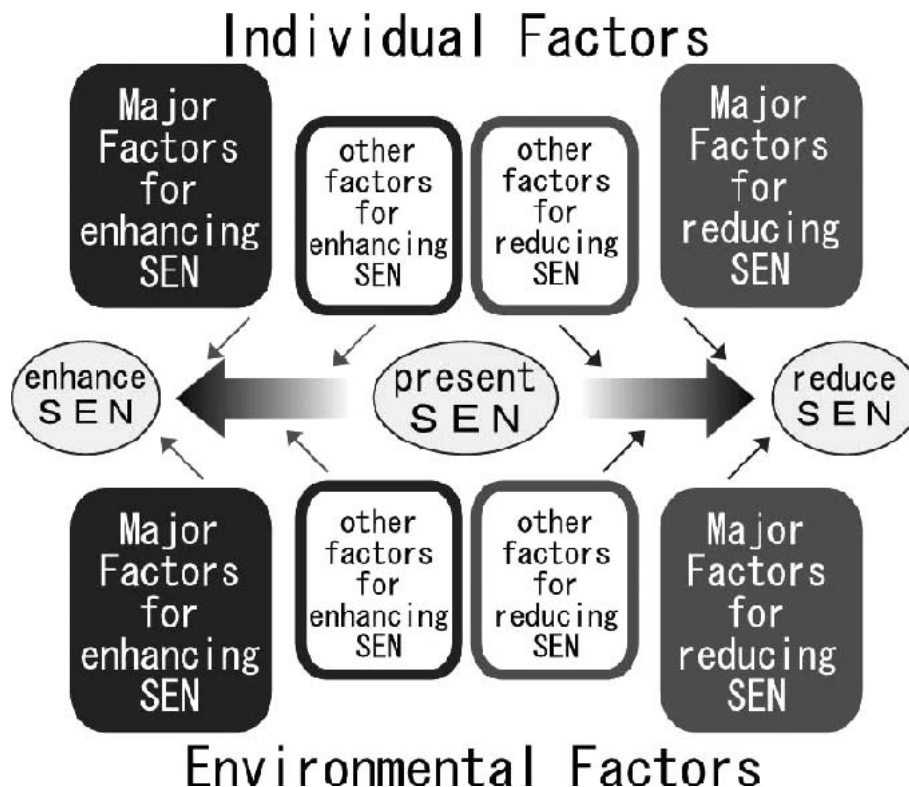 Individual Factors
Major
Factors
for
enhancing
SEN
other
factors
for
enhancing
SEN
other
factors
for
reducing
SEN
Major
Factors
for
reducing
SEN
enhance
SEN
present
SEN
reduce
SEN
Major
Factors
for
enhancing
SEN
other
factors
for
enhancing
SEN
other
factors
for
reducing
SEN
Major
Factors
for
reducing
SEN
Environmental Factors